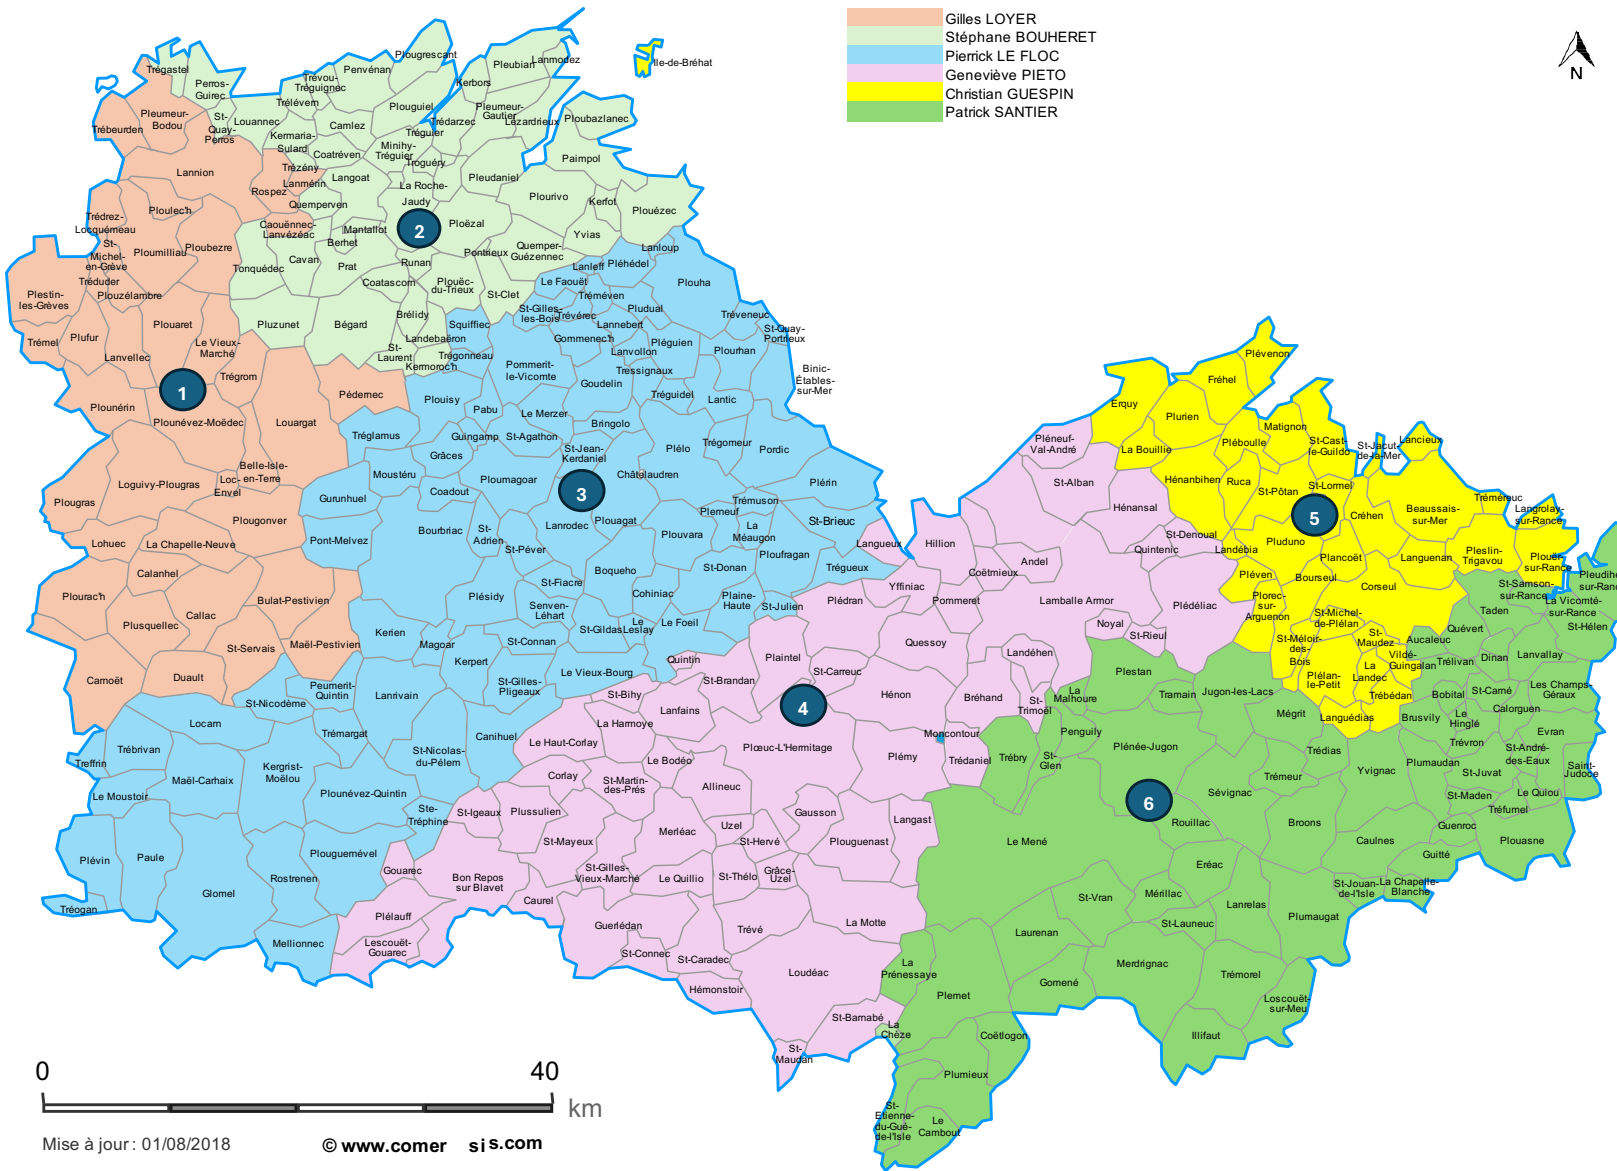 Gilles LOYER
Stéphane BOUHERET
Pierrick LE FLOC
Geneviève PIETO
Christian GUESPIN
Patrick SANTIER
N
Ile-de-Bréhat
Trégastel
Perros-
Guirec
Trévou-
Tréguignec
Penvénan
Plougrescant
Pleubian
Lanmodez
Kerbors
Trélévern
Plouguiel
Pleumeur-
Gautier
Lézardrieux
Ploubazlanec
Pleumeur-
Bodou
Trébeurden
St-
Quay-
Perros
Louannec
Kermaria-
Sulard
Camlez
Trédarzec
Tréguier
Coatréven
Minihy-
Tréguier
Troguéry
Paimpol
Lannion
Trézény
Lanmérin
Rospez
Langoat
La Roche-
Jaudy
Pleudaniel
Plourivo
Kerfot
Plouézec
Quemperven
Ploulec'h
Trédrez-
Locquémeau
Caouënnec-
Lanvézéac
Mantallot
Berhet
2
Ploëzal
Yvias
St-
Michel-
en-Grève
Ploumilliau
Ploubezre
Tonquédec
Cavan
Prat
Runan
Pontrieux
Quemper-
Guézennec
Lanloup
Lanleff
Pléhédel
Tréduder
Plouzélambre
Plestin-
les-Grèves
Coatascorn
Plouëc-
du-Trieux
St-Clet
Le Faouët
Tréméven
Plouha
Pludual
St-Gilles-
les-Bois
Trévérec
Lannebert
Tréveneuc
Trémel
Plufur
Plouaret
Lanvellec
Le Vieux-
Marché
Pluzunet
Bégard
Brélidy
Landebaëron
Squiffiec
Gommenec'h
Lanvollon
Pléguien
Plourhan
St-Quay-
Portrieux
St-
Laurent
Kermoroc'h
Trégonneau
Pommerit-
le-Vicomte
Tressignaux
Goudelin
Tréguidel
Lantic
Binic-
Étables-
sur-Mer
Trégrom
1
Pédernec
Plouisy
Pabu
Le Merzer
Bringolo
Plounérin
Plounévez-Moëdec
Louargat
Tréglamus
Guingamp
St-Agathon
Grâces
St-Jean-
Kerdaniel
Plélo
Trégomeur
Pordic
Belle-Isle-
en-Terre
Loc-
Envel
Loguivy-Plougras
Plougras
Moustéru
Gurunhuel
Coadout
Ploumagoar
3
Châtelaudren
Plérin
Trémuson
Plerneuf
La
Méaugon
St-Brieuc
Plougonver
Pont-Melvez
Bourbriac
St-
Adrien
Lanrodec
Plouagat
Plouvara
Ploufragan
Langueux
Trégueux
Lohuec
La Chapelle-Neuve
Calanhel
St-Péver
St-Fiacre
Boqueho
St-Donan
Cohiniac
Plaine-
Haute
St-Julien
Plourac'h
Callac
Plusquellec
Bulat-Pestivien
Plésidy
Senven-
Léhart
St-Gildas
Le
Leslay
Le Foeil
Maël-Pestivien
Kerien
Magoar
St-Connan
St-Servais
Kerpert
Le Vieux-Bourg
Quintin
Camoët
Duault
Peumerit-
Quintin
St-Nicodème
Lanrivain
St-Gilles-
Pligeaux
Locarn
Trémargat
Canihuel
St-Nicolas-
du-Pélem
Trébrivan
Treffrin
Maël-Carhaix
Kergrist-
Moëlou
Le Moustoir
Plounévez-Quintin
Ste-
Tréphine
Plévin
Paule
Plouguernével
Rostrenen
Glomel
Tréogan
Mellionnec
Hillion
Yffiniac
Plédran
Coëtmieux
Andel
Pommeret
Pléneuf-
Val-André
St-Alban
Hénansal
St-Denoual
Quintenic
Lamballe Armor
Plédéliac
Noyal
St-Rieul
Quessoy
Landéhen
Plaintel
St-Carreuc
Hénon
Bréhand
St-
Trimoël
St-Brandan
St-Bihy
Lanfains
4
La Harmoye
Le Haut-Corlay
Plœuc-L'Hermitage
Moncontour
Plémy
Trédaniel
Le Bodéo
Corlay
St-Martin-
des-Prés
Allineuc
St-Igeaux
Plussulien
Gausson
Langast
Uzel
Merléac
St-Hervé
Plouguenast
St-Mayeux
Gouarec
Bon Repos
sur Blavet
St-Gilles-
Vieux-Marché
Le Quillio
St-Thélo
Grâce-
Uzel
Caurel
Plélauff
Lescouët-
Gouarec
Guerlédan
St-Connec
St-Caradec
Trévé
La Motte
Hémonstoir
Loudéac
St-Barnabé
St-
Maudan
Plévenon
Fréhel
Erquy
Plurien
Matignon
Pléboulle
La Bouillie
St-Cast-
le-Guildo
St-Jacut-
de-la-Mer
Lancieux
Hénanbihen
Ruca
St-Pôtan
St-Lormel
5
Créhen
Beaussais-
sur-Mer
Tréméreuc
Langrolay-
sur-Rance
Landébia
Pluduno
Plancoët
Languenan
Pleslin-
Trigavou
Plouër-
sur-Rance
Pléven
Bourseul
Corseul
Plorec-
sur-
Arguenon
St-Michel-
de-Plélan
St-Méloir-
des-
Bois
St-
Maudez
Vildé-
Guingalan
Plélan-
le-Petit
La
Landec
Trébédan
Languédias
Pleudihen-
sur-Rance
St-Samson-
sur-Rance
La Vicomté-
sur-Rance
Taden
St-Hélen
Quévert
Aucaleuc
Trélivan
Dinan
Lanvallay
Bobital
St-Carné
Les Champs-
Géraux
Calorguen
Brusvily
Le
Hinglé
Evran
Trévron
St-André-
des-Eaux
Plumaudan
St-Juvat
Saint-
Judoce
St-Maden
Le Quiou
Tréfumel
Guenroc
Plouasne
Guitté
Plestan
La
Malhoure
Tramain
Jugon-les-Lacs
Mégrit
Penguily
Plénée-Jugon
Trédias
Yvignac
Trébry
St-
Glen
6
Sévignac
Trémeur
Rouillac
Broons
Caulnes
Le Mené
Eréac
St-Jouan-
de-l'Isle
La Chapelle-
Blanche
St-Vran
Mérillac
Lanrelas
Plumaugat
St-Launeuc
Laurenan
Merdrignac
Trémorel
Gomené
Loscouët-
sur-Meu
Illifaut
La
Prénessaye
Plemet
La
Chèze
Coëtlogon
Plumieux
St-
Etienne-
du-Gué-
de-l'Isle
Le
Cambout
0 40
km
Mise à jour : 01/08/2018
© www.comer sis.com